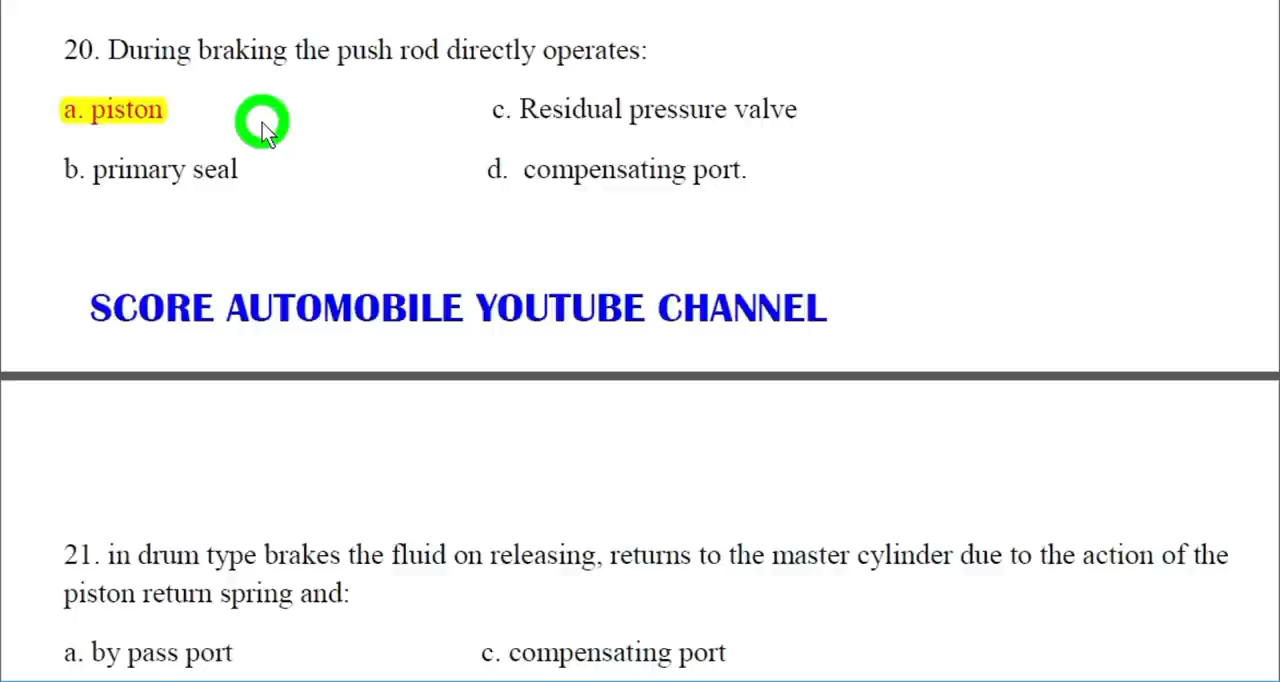 20. During braking the push rod directly operates:
a. piston
c. Residual pressure valve
b. primary seal
d. compensating port.
SCORE AUTOMOBILE YOUTUBE CHANNEL
21. in drum type brakes the fluid on releasing, returns to the master cylinder due to the action of the
piston return spring and:
a. by pass port
c. compensating port